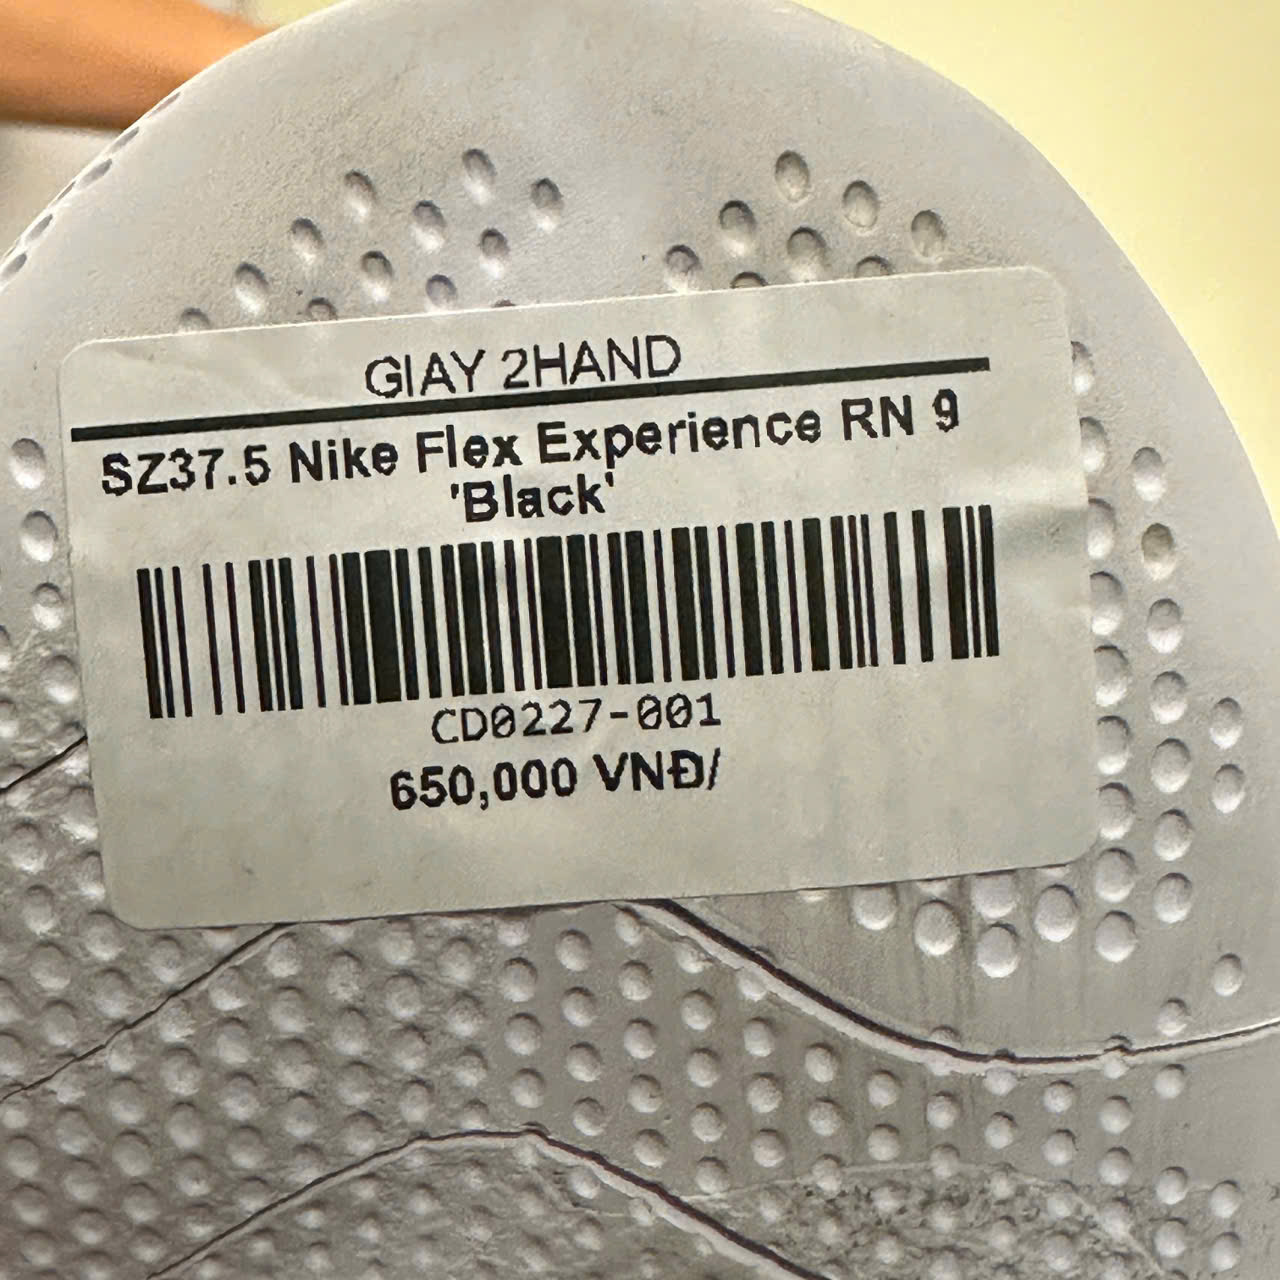 GIAY 2HAND
SZ37.5 Nike Flex Experience RN 9
'Black'
CD0227-001
650,000 VNĐ/